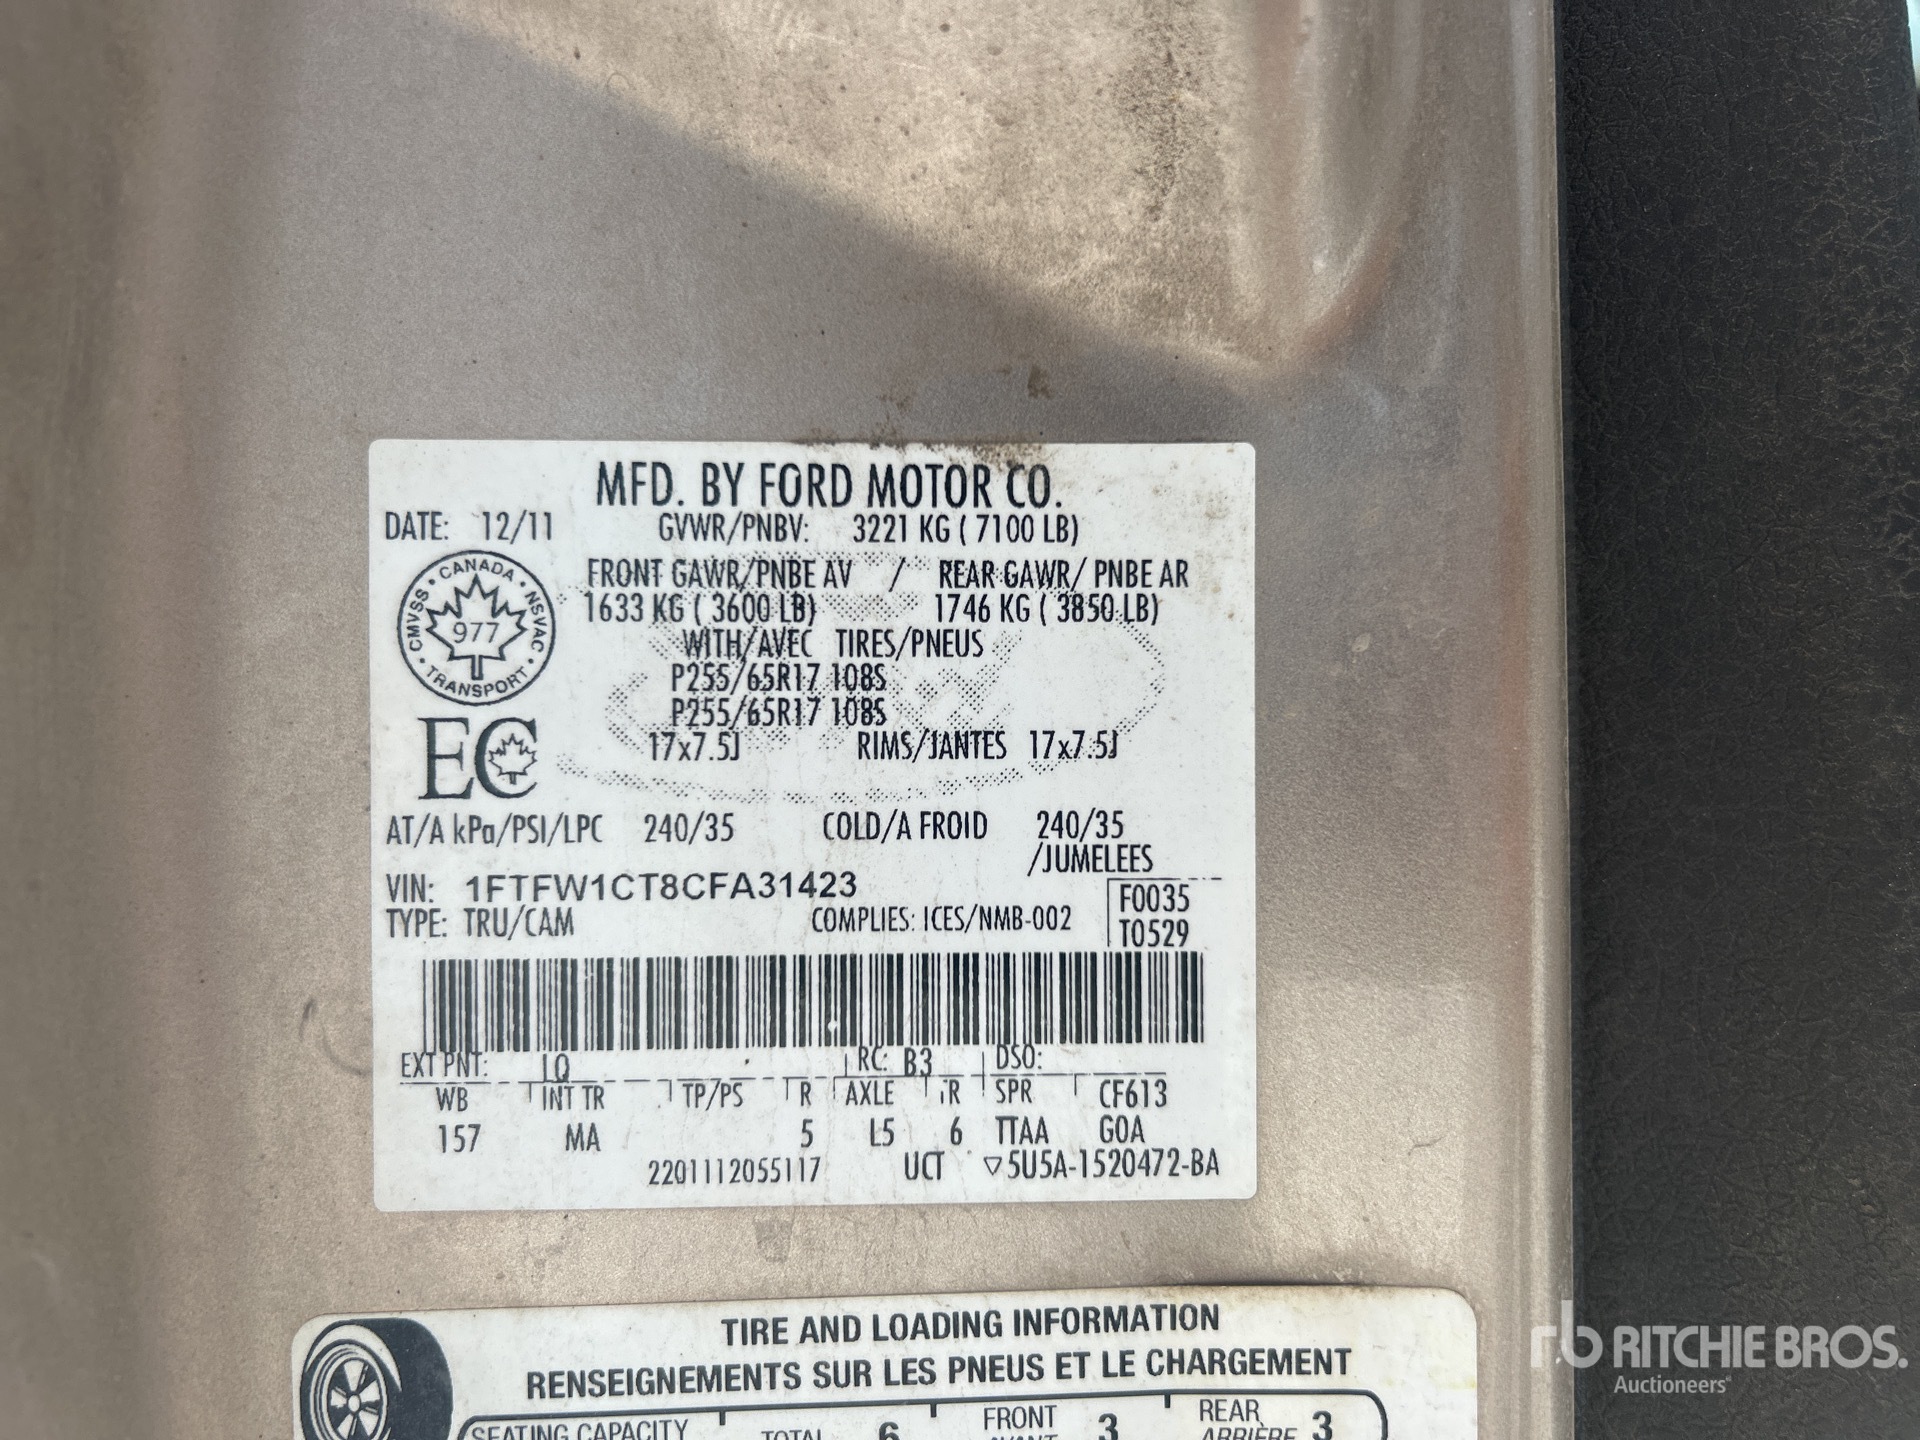 MFD. BY FORD MOTOR CO.
DATE: 12/11 GVWR/PNBV: 3221 KG ( 7100 LB)
FRONT GAWR/PNBE AV / REAR GAWR/ PNBE AR
1633 KG ( 3600 LB) 1746 KG ( 3850 LB)
WITH/AVEC TIRES/PNEUS
P255/65R17 108S
P255/65R17 108S
17x7.5J RIMS/JANTES 17x7.5J
CANADA
CMVSS 977 NSVAC
TRANSPORT
EC
AT/A kPa/PSI/LPC 240/35 COLD/A FROID 240/35
/JUMELEES
VIN: 1FTFW1CT8CFA31423 F0035
TYPE: TRU/CAM COMPLIES: ICES/NMB-002 T0529
EXT PNT: LQ RC: B3 DSO:
WB INT TR TP/PS R AXLE TR SPR CF613
157 MA 5 L5 6 TTAA GOA
2201112055117 UCT ▽5U5A-1520472-BA
TIRE AND LOADING INFORMATION
RENSEIGNEMENTS SUR LES PNEUS ET LE CHARGEMENT
SEATING CAPACITY TOTAL 6 FRONT 3 REAR 3
AVANT ARRIÈRE
rb RITCHIE BROS.
Auctioneers